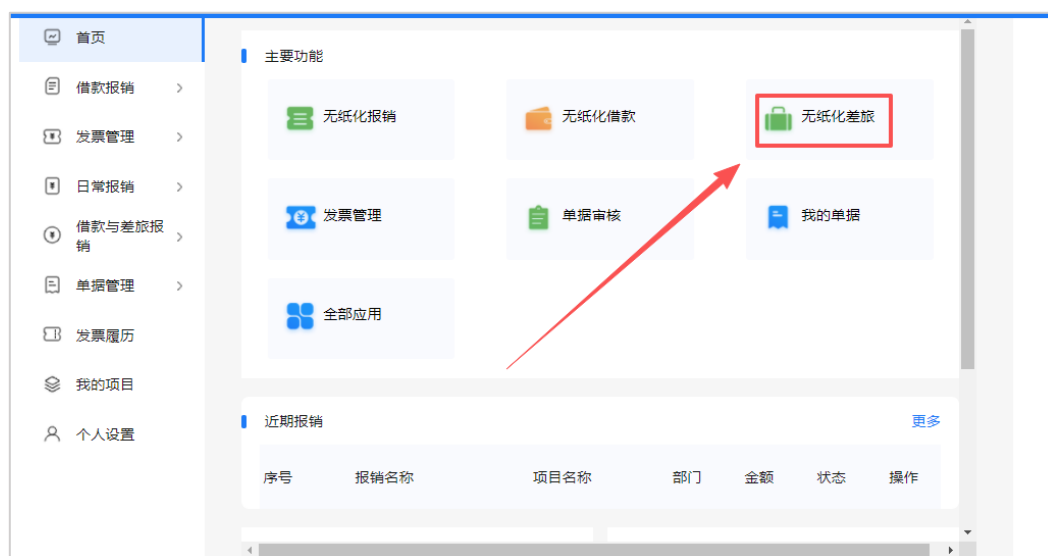 首页
借款报销
发票管理
日常报销
借款与差旅报
销
单据管理
发票履历
我的项目
个人设置
主要功能
无纸化报销
无纸化借款
无纸化差旅
发票管理
单据审核
我的单据
全部应用
近期报销
更多
序号 报销名称 项目名称 部门 金额 状态 操作